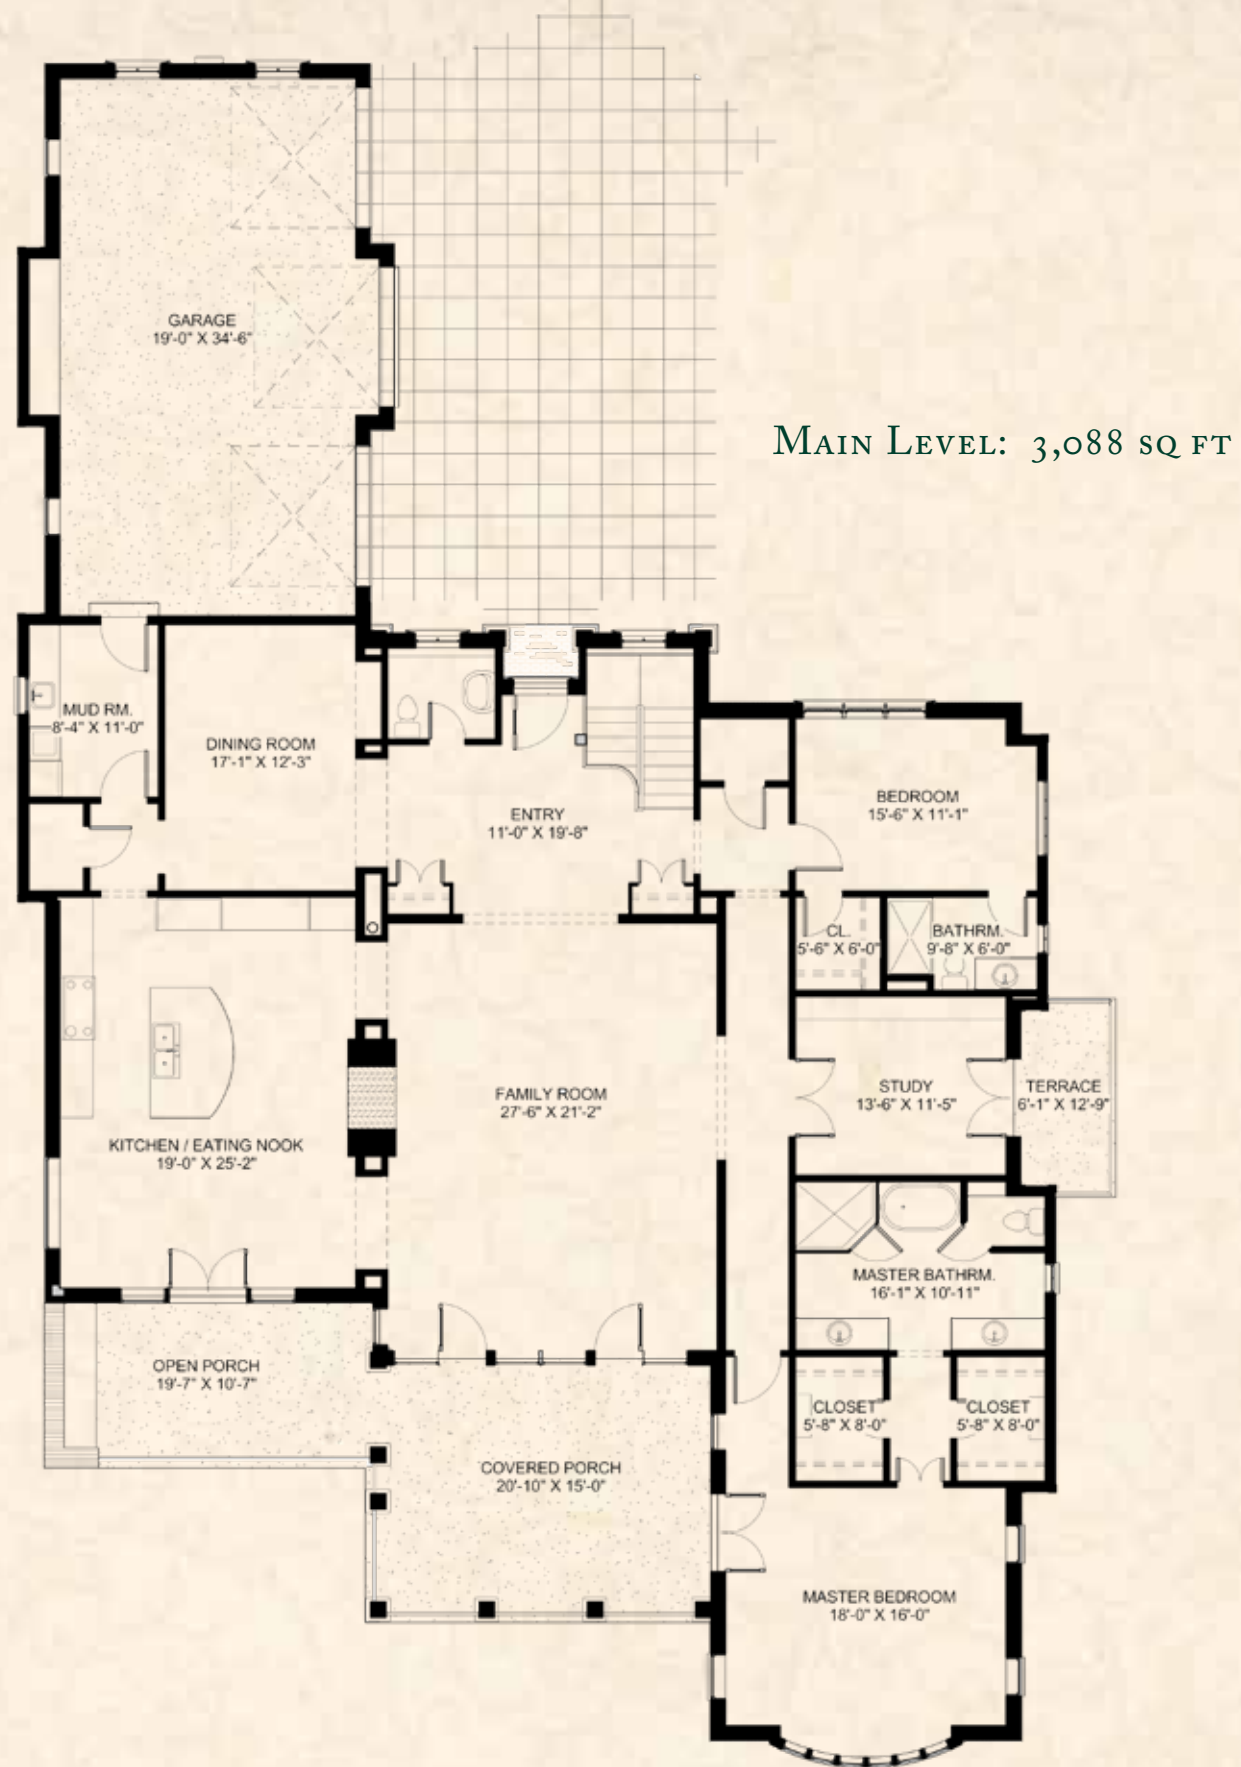 GARAGE
19'-0" X 34'-6"
MAIN LEVEL: 3,088 SQ FT
MUD RM.
8'-4" X 11'-0"
DINING ROOM
17'-1" X 12'-3"
ENTRY
11'-0" X 19'-8"
BEDROOM
15'-6" X 11'-1"
CL.
5'-6" X 6'-0"
BATHRM.
9'-8" X 6'-0"
KITCHEN / EATING NOOK
19'-0" X 25'-2"
FAMILY ROOM
27'-6" X 21'-2"
STUDY
13'-6" X 11'-5"
TERRACE
6'-1" X 12'-9"
MASTER BATHRM.
16'-1" X 10'-11"
OPEN PORCH
19'-7" X 10'-7"
CLOSET
5'-8" X 8'-0"
CLOSET
5'-8" X 8'-0"
COVERED PORCH
20'-10" X 15'-0"
MASTER BEDROOM
18'-0" X 16'-0"